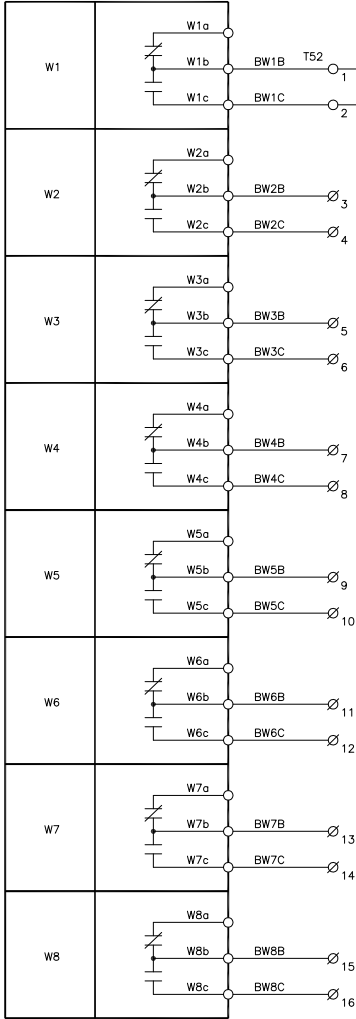 W1a
W1 W1b BW1B T52 1
W1c BW1C 2
W2a
W2 W2b BW2B 3
W2c BW2C 4
W3a
W3 W3b BW3B 5
W3c BW3C 6
W4a
W4 W4b BW4B 7
W4c BW4C 8
W5a
W5 W5b BW5B 9
W5c BW5C 10
W6a
W6 W6b BW6B 11
W6c BW6C 12
W7a
W7 W7b BW7B 13
W7c BW7C 14
W8a
W8 W8b BW8B 15
W8c BW8C 16